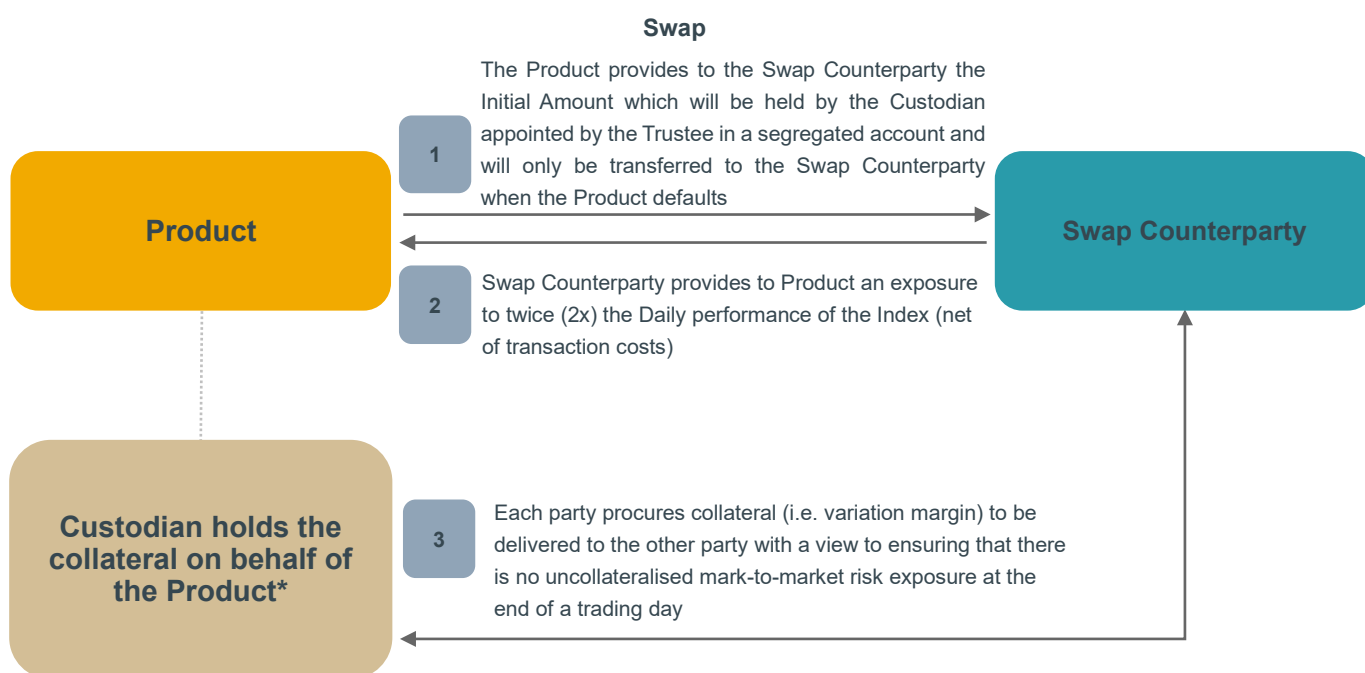 Swap
The Product provides to the Swap Counterparty the
Initial Amount which will be held by the Custodian
appointed by the Trustee in a segregated account and
will only be transferred to the Swap Counterparty
when the Product defaults
1
Product
Swap Counterparty
2
Swap Counterparty provides to Product an exposure
to twice (2x) the Daily performance of the Index (net
of transaction costs)
Custodian holds the
collateral on behalf of
the Product*
3
Each party procures collateral (i.e. variation margin) to be
delivered to the other party with a view to ensuring that there
is no uncollateralised mark-to-market risk exposure at the
end of a trading day